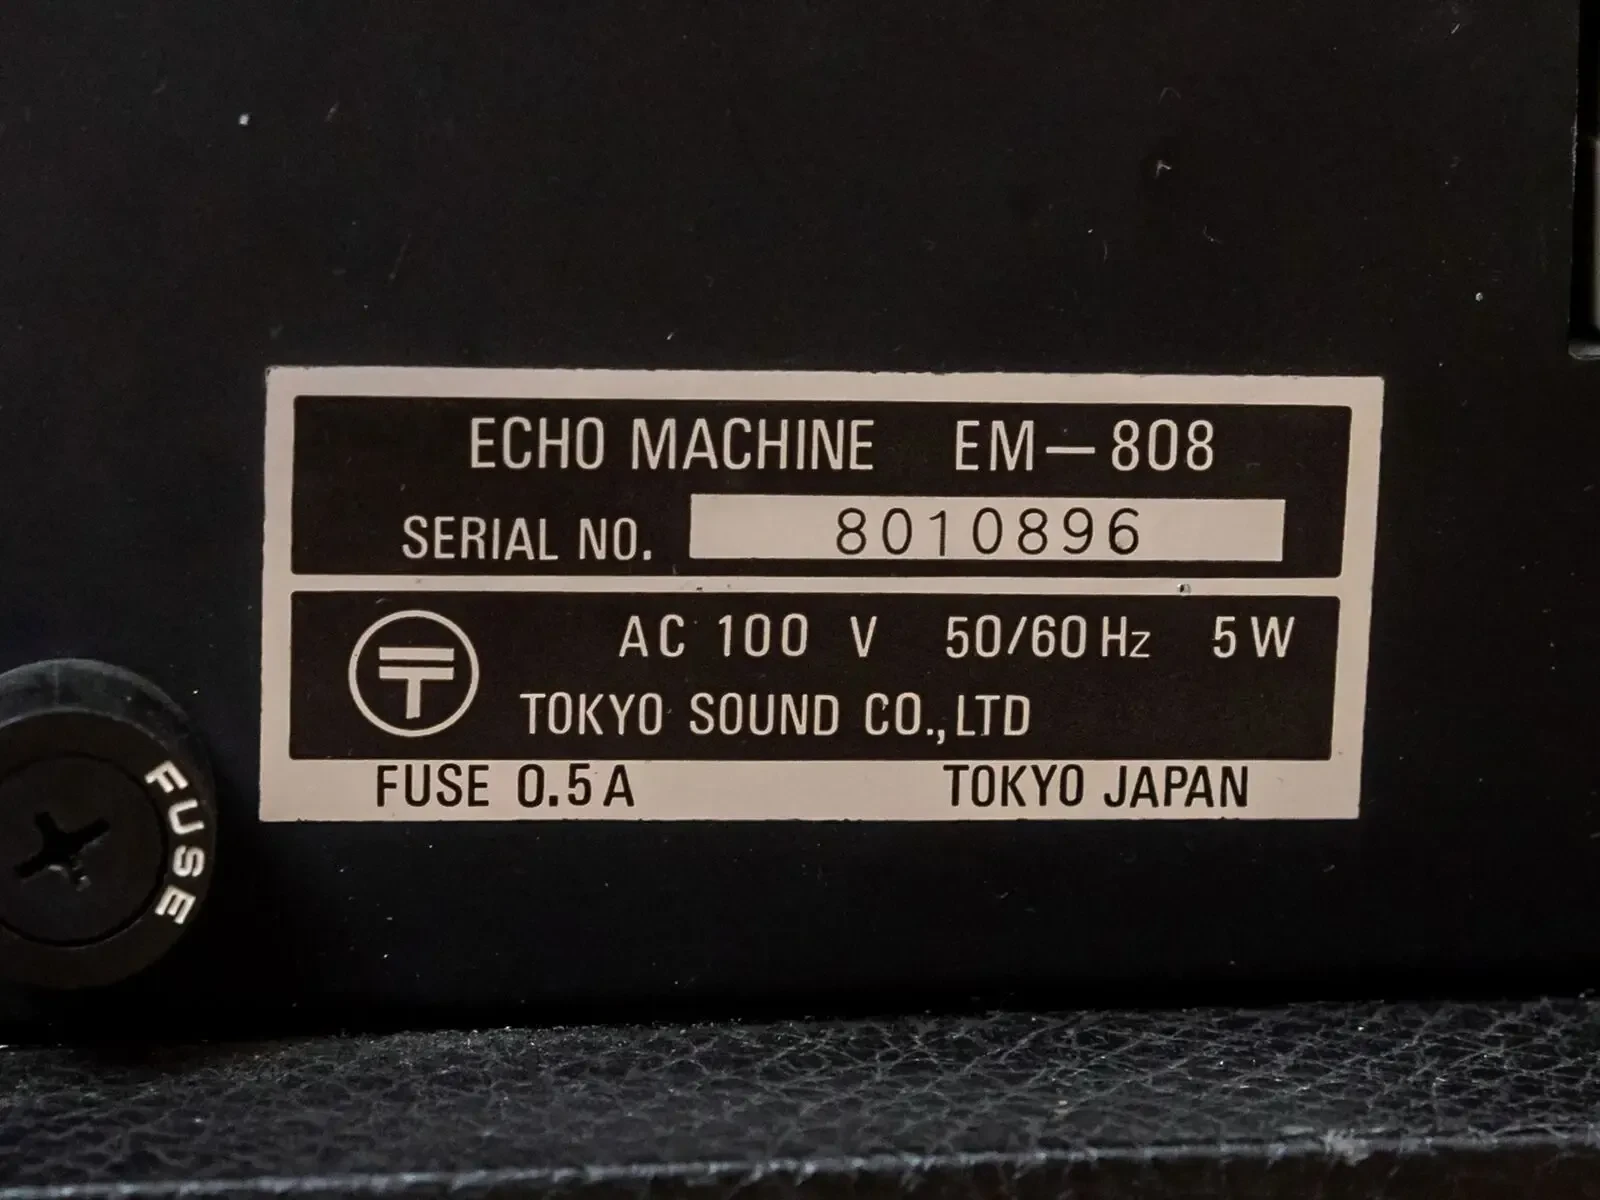 ECHO MACHINE EM-808
SERIAL NO. 8010896
〒 AC 100 V 50/60 Hz 5 W
TOKYO SOUND CO.,LTD
FUSE 0.5 A TOKYO JAPAN
FUSE